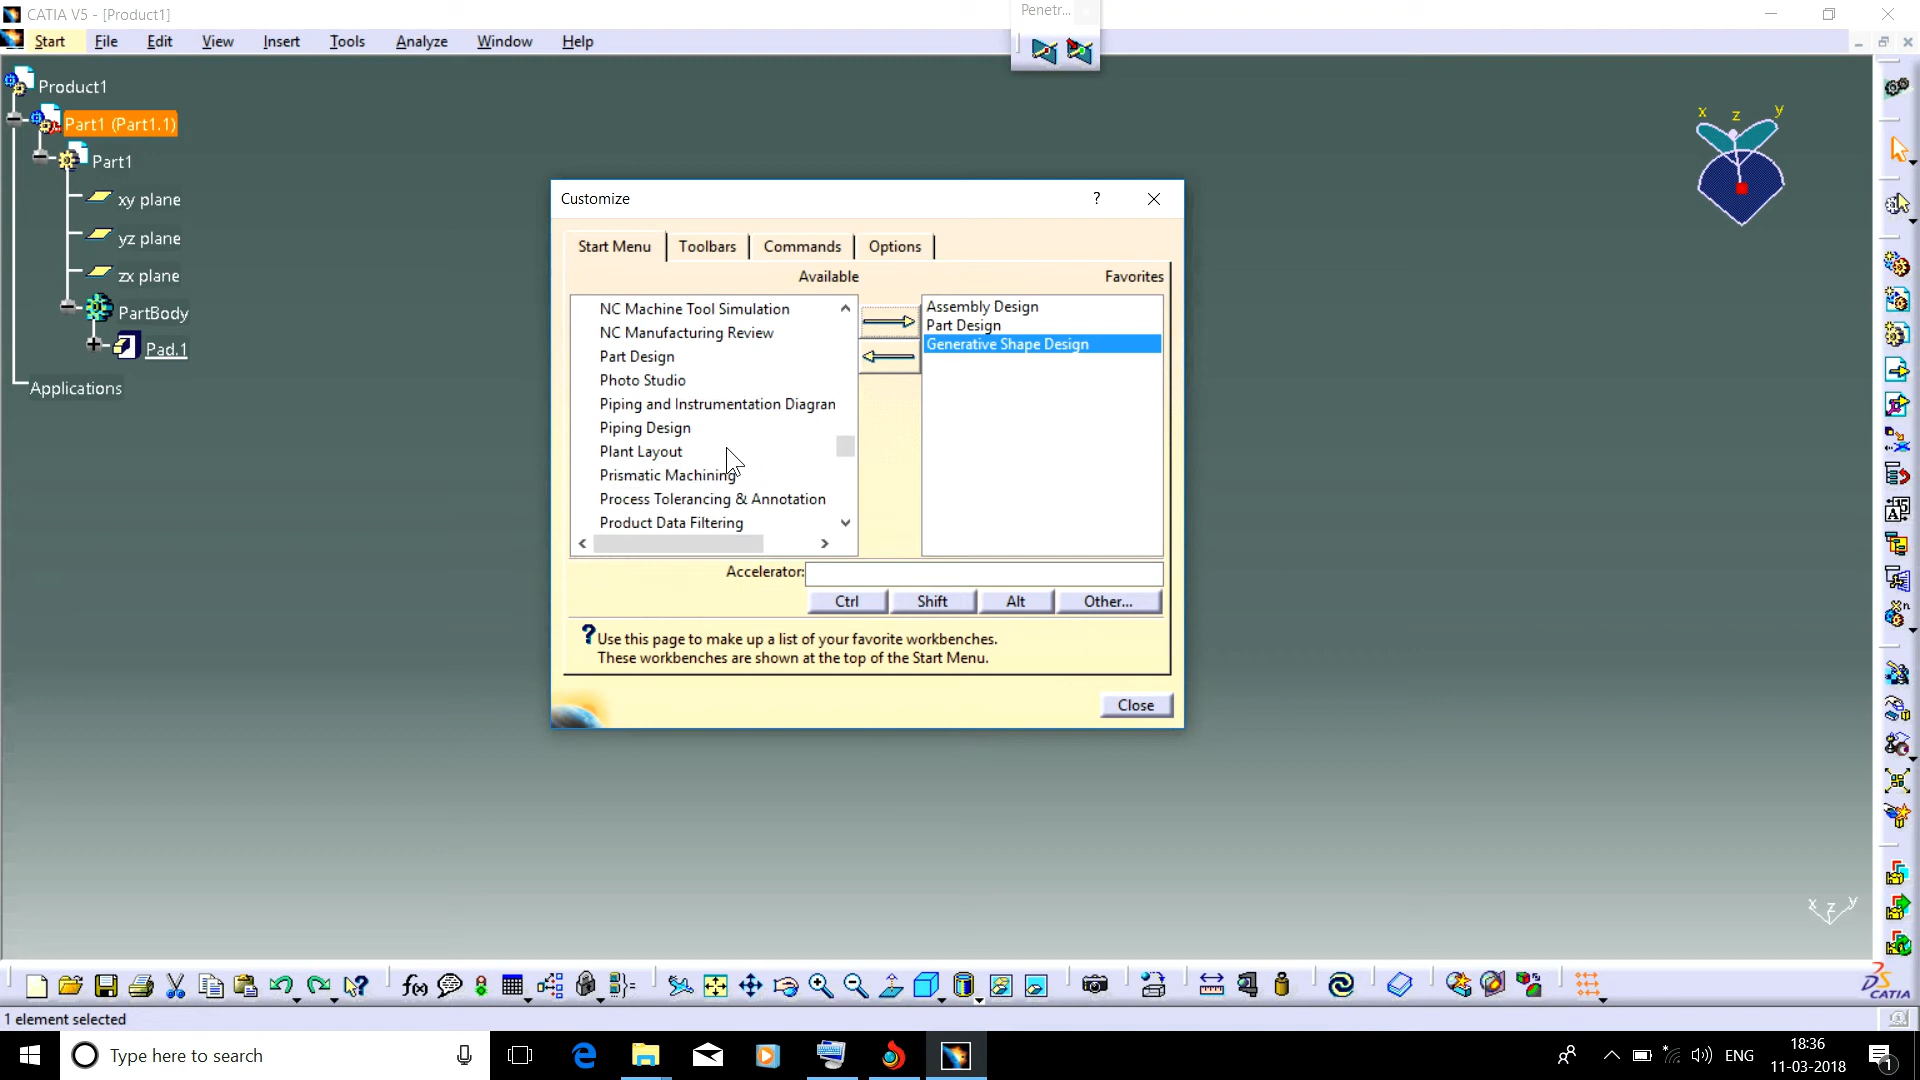 CATIA V5 - [Product1]
Penetr...
Start File Edit View Insert Tools Analyze Window Help
Product1
Part1 (Part1.1)
Part1
xy plane
yz plane
zx plane
PartBody
Pad.1
Applications
x z y
Customize
?
Start Menu Toolbars Commands Options
Available Favorites
NC Machine Tool Simulation
NC Manufacturing Review
Part Design
Photo Studio
Piping and Instrumentation Diagran
Piping Design
Plant Layout
Prismatic Machining
Process Tolerancing & Annotation
Product Data Filtering
Assembly Design
Part Design
Generative Shape Design
Accelerator:
Ctrl Shift Alt Other...
Use this page to make up a list of your favorite workbenches.
These workbenches are shown at the top of the Start Menu.
Close
x z y
f(x)
CATIA
1 element selected
Type here to search
ENG
18:36
11-03-2018
1